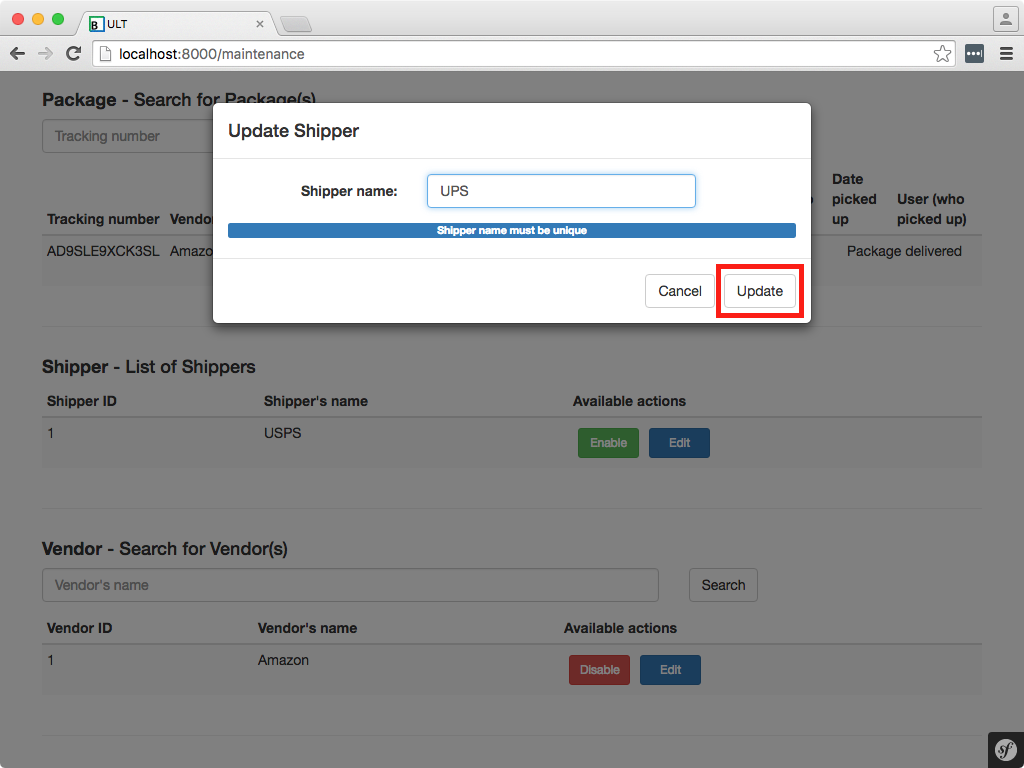 B ULT
localhost:8000/maintenance
Package - Search for Package(s)
Tracking number
Update Shipper
Shipper name: UPS
Shipper name must be unique
Cancel Update
Tracking number Vendo Date picked up User (who picked up)
AD9SLE9XCK3SL Amazo Package delivered
Shipper - List of Shippers
Shipper ID Shipper's name Available actions
1 USPS Enable Edit
Vendor - Search for Vendor(s)
Vendor's name Search
Vendor ID Vendor's name Available actions
1 Amazon Disable Edit
sf